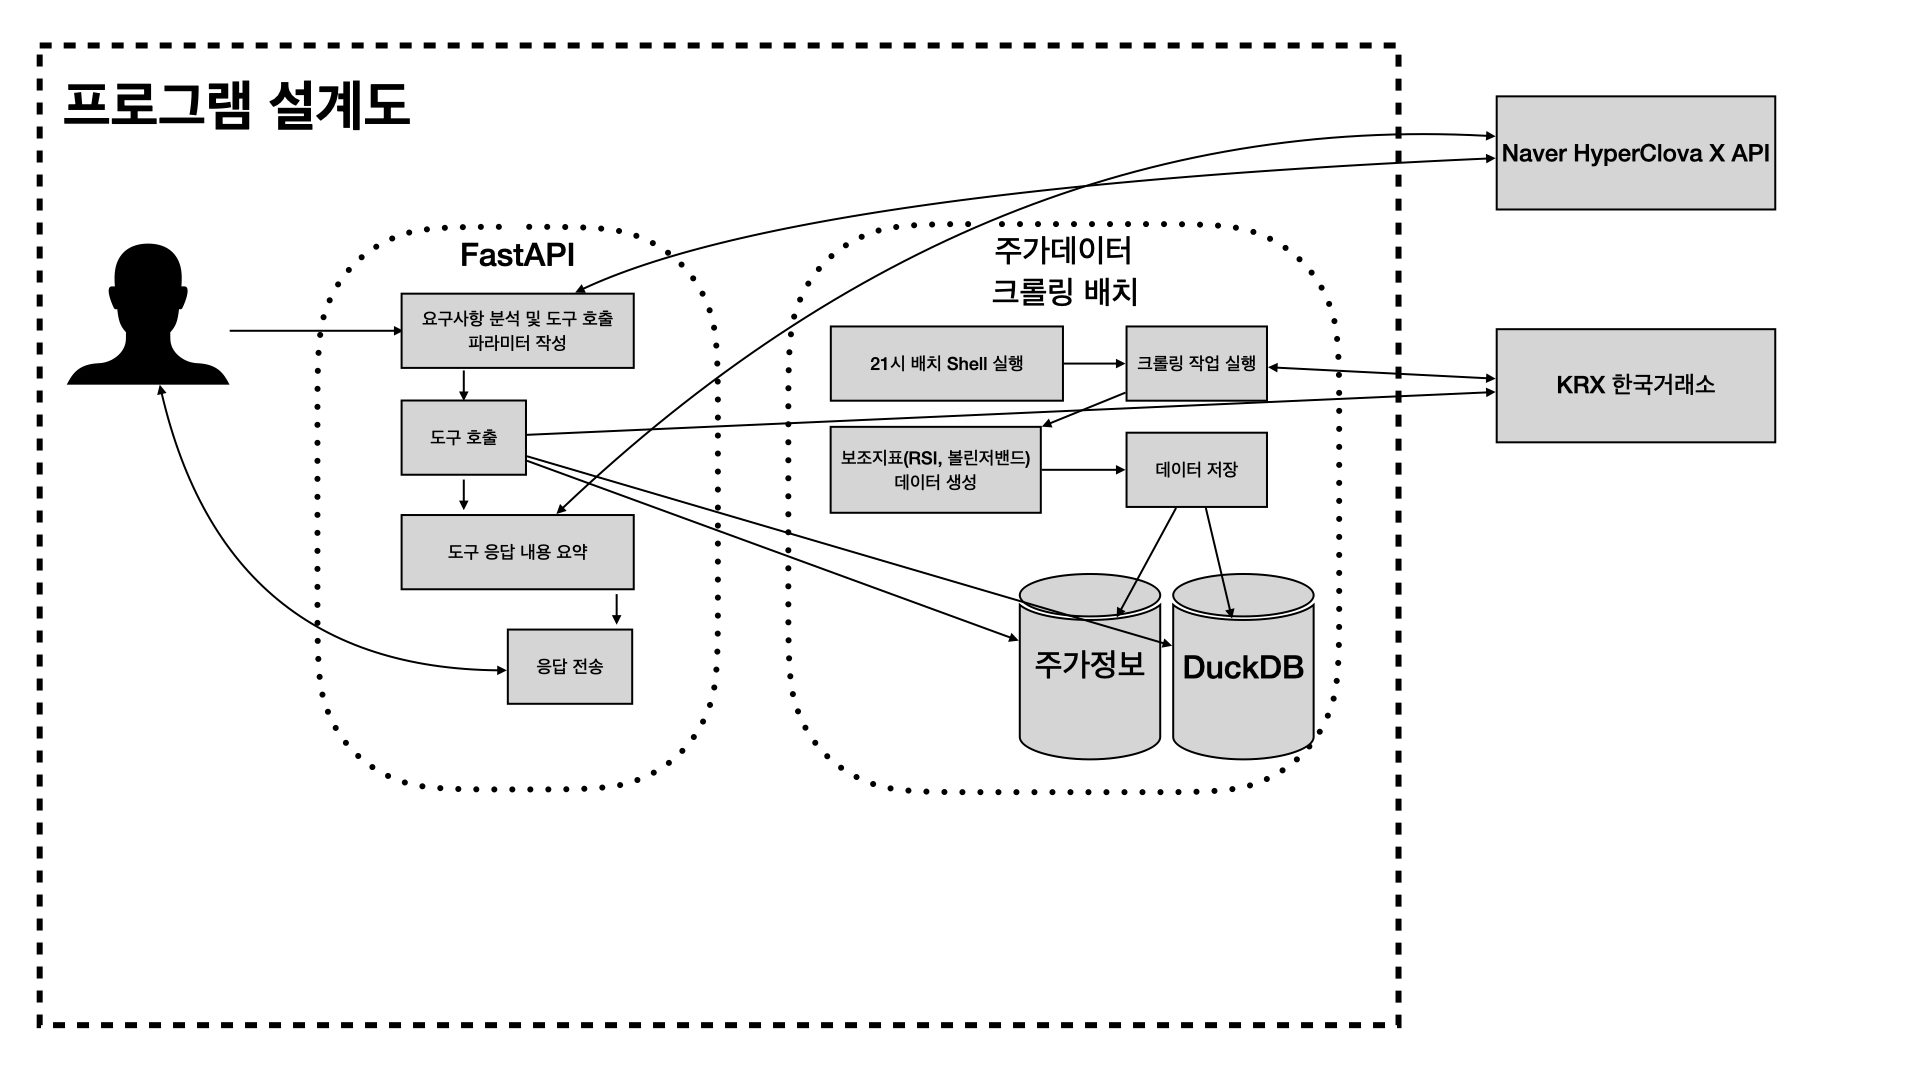 프로그램 설계도
Naver HyperClova X API
FastAPI
요구사항 분석 및 도구 호출
파라미터 작성
도구 호출
도구 응답 내용 요약
응답 전송
주가데이터
크롤링 배치
21시 배치 Shell 실행
크롤링 작업 실행
보조지표(RSI, 볼린저밴드)
데이터 생성
데이터 저장
주가정보
DuckDB
KRX 한국거래소